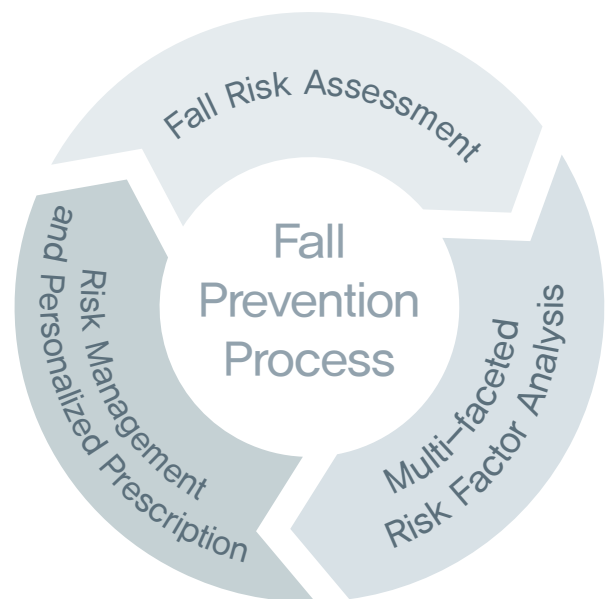 Fall Risk Assessment
Fall
Prevention
Process
Multi-faceted
Risk Factor Analysis
Risk Management
and Personalized Prescription